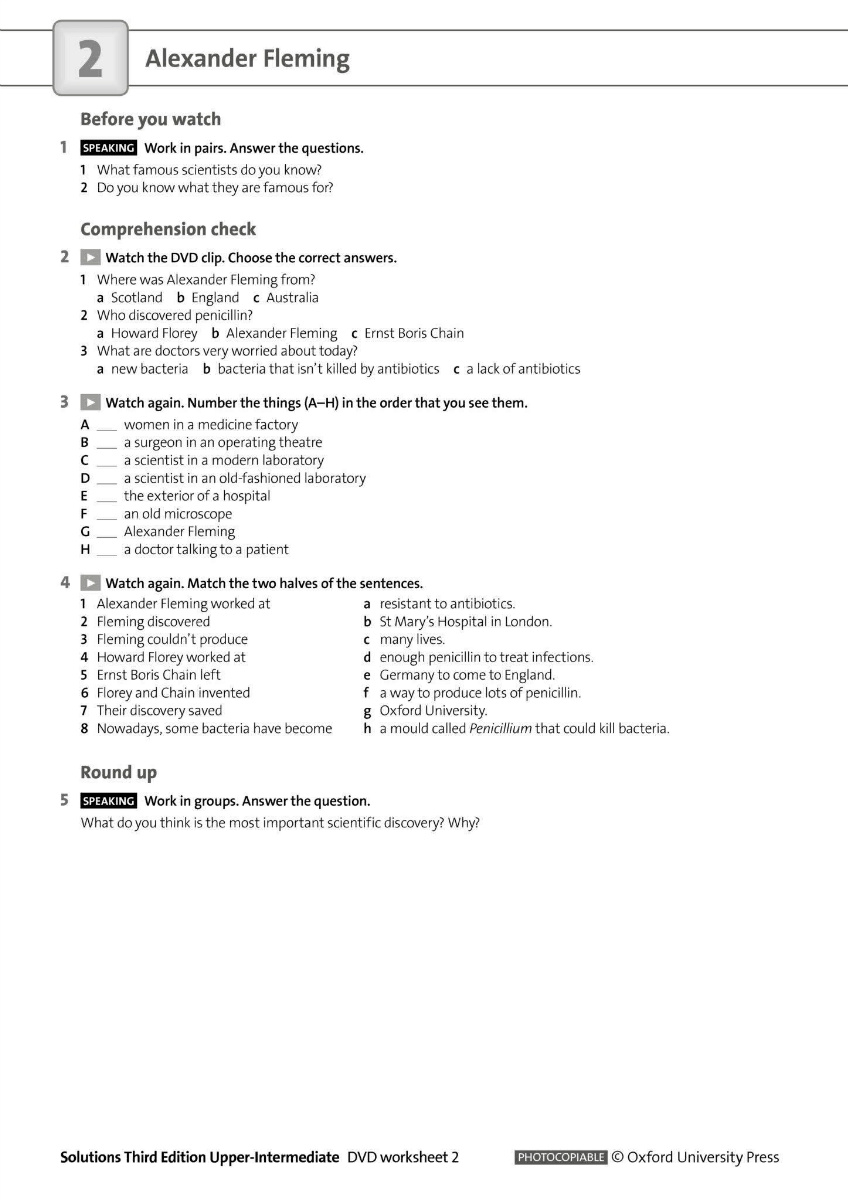 2
Alexander Fleming
Before you watch
1 SPEAKING Work in pairs. Answer the questions.
1 What famous scientists do you know?
2 Do you know what they are famous for?
Comprehension check
2 Watch the DVD clip. Choose the correct answers.
1 Where was Alexander Fleming from?
a Scotland b England c Australia
2 Who discovered penicillin?
a Howard Florey b Alexander Fleming c Ernst Boris Chain
3 What are doctors very worried about today?
a new bacteria b bacteria that isn't killed by antibiotics c a lack of antibiotics
3 Watch again. Number the things (A–H) in the order that you see them.
A ___ women in a medicine factory
B ___ a surgeon in an operating theatre
C ___ a scientist in a modern laboratory
D ___ a scientist in an old-fashioned laboratory
E ___ the exterior of a hospital
F ___ an old microscope
G ___ Alexander Fleming
H ___ a doctor talking to a patient
4 Watch again. Match the two halves of the sentences.
1 Alexander Fleming worked at a resistant to antibiotics.
2 Fleming discovered b St Mary's Hospital in London.
3 Fleming couldn't produce c many lives.
4 Howard Florey worked at d enough penicillin to treat infections.
5 Ernst Boris Chain left e Germany to come to England.
6 Florey and Chain invented f a way to produce lots of penicillin.
7 Their discovery saved g Oxford University.
8 Nowadays, some bacteria have become h a mould called Penicillium that could kill bacteria.
Round up
5 SPEAKING Work in groups. Answer the question.
What do you think is the most important scientific discovery? Why?
Solutions Third Edition Upper-Intermediate DVD worksheet 2 PHOTOCOPIABLE © Oxford University Press